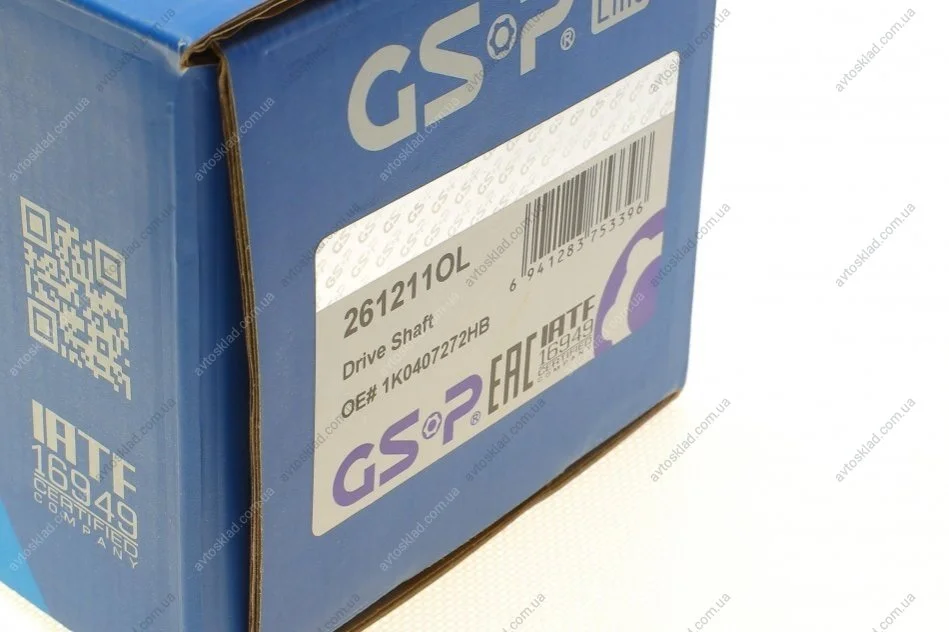 GSP®
Line
261211OL
Drive Shaft
OE# 1K0407272HB
6 941283 753396
GSP®
EAC
IATF
16949
CERTIFIED
COMPANY
IATF
16949
CERTIFIED
COMPANY
avtosklad.com.ua